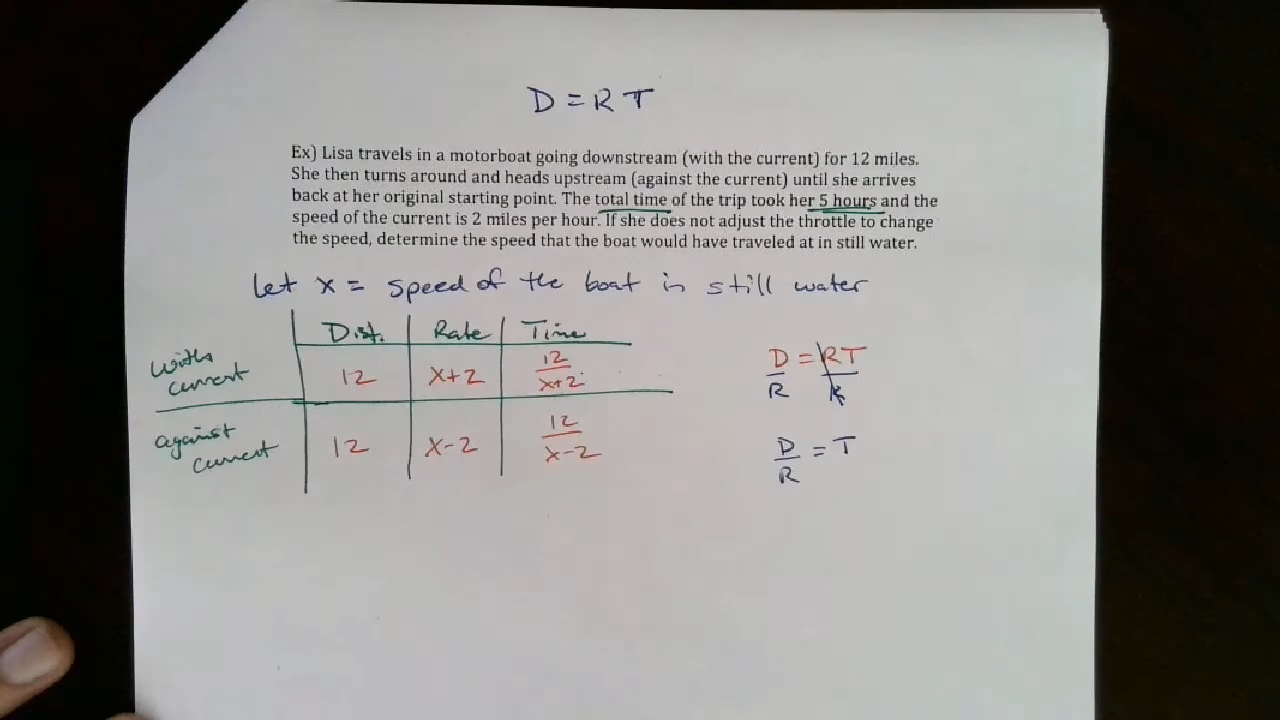 D = R T
Ex) Lisa travels in a motorboat going downstream (with the current) for 12 miles.
She then turns around and heads upstream (against the current) until she arrives
back at her original starting point. The total time of the trip took her 5 hours and the
speed of the current is 2 miles per hour. If she does not adjust the throttle to change
the speed, determine the speed that the boat would have traveled at in still water.
Let x = speed of the boat in still water
Dist. Rate Time
with current 12 x+2 12/x+2
against current 12 x-2 12/x-2
D/R = RT/R
D/R = T